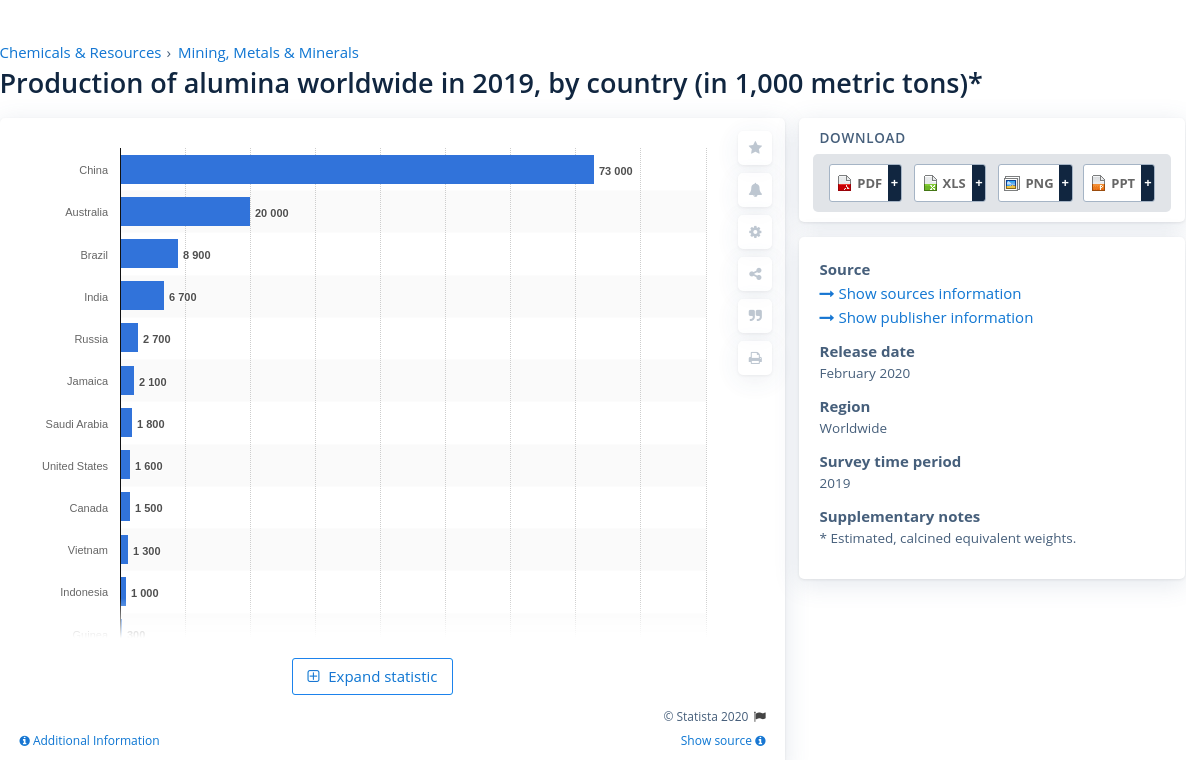 Chemicals & Resources › Mining, Metals & Minerals
Production of alumina worldwide in 2019, by country (in 1,000 metric tons)*
China 73 000
Australia 20 000
Brazil 8 900
India 6 700
Russia 2 700
Jamaica 2 100
Saudi Arabia 1 800
United States 1 600
Canada 1 500
Vietnam 1 300
Indonesia 1 000
Guinea 300
Expand statistic
© Statista 2020
Additional Information
Show source
DOWNLOAD
PDF + XLS + PNG + PPT +
Source
Show sources information
Show publisher information
Release date
February 2020
Region
Worldwide
Survey time period
2019
Supplementary notes
* Estimated, calcined equivalent weights.